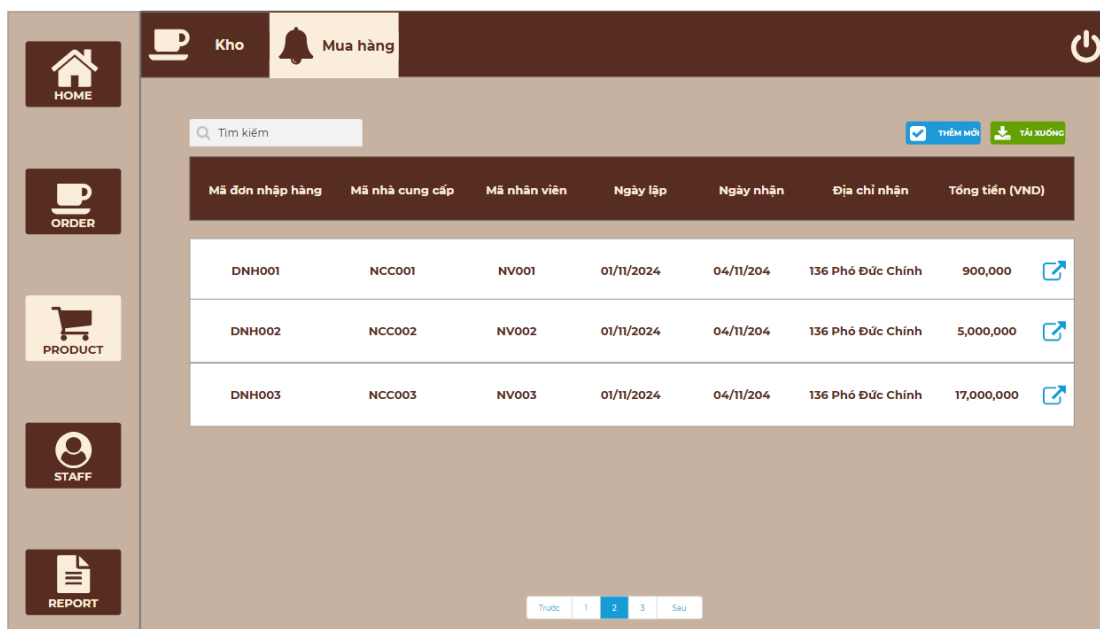 Kho
Mua hàng
HOME
ORDER
PRODUCT
STAFF
REPORT
Tìm kiếm
THÊM MỚI
TẢI XUỐNG
Mã đơn nhập hàng Mã nhà cung cấp Mã nhân viên Ngày lập Ngày nhận Địa chỉ nhận Tổng tiền (VND)
DNH001 NCC001 NV001 01/11/2024 04/11/204 136 Phó Đức Chính 900,000
DNH002 NCC002 NV002 01/11/2024 04/11/204 136 Phó Đức Chính 5,000,000
DNH003 NCC003 NV003 01/11/2024 04/11/204 136 Phó Đức Chính 17,000,000
Trước 1 2 3 Sau